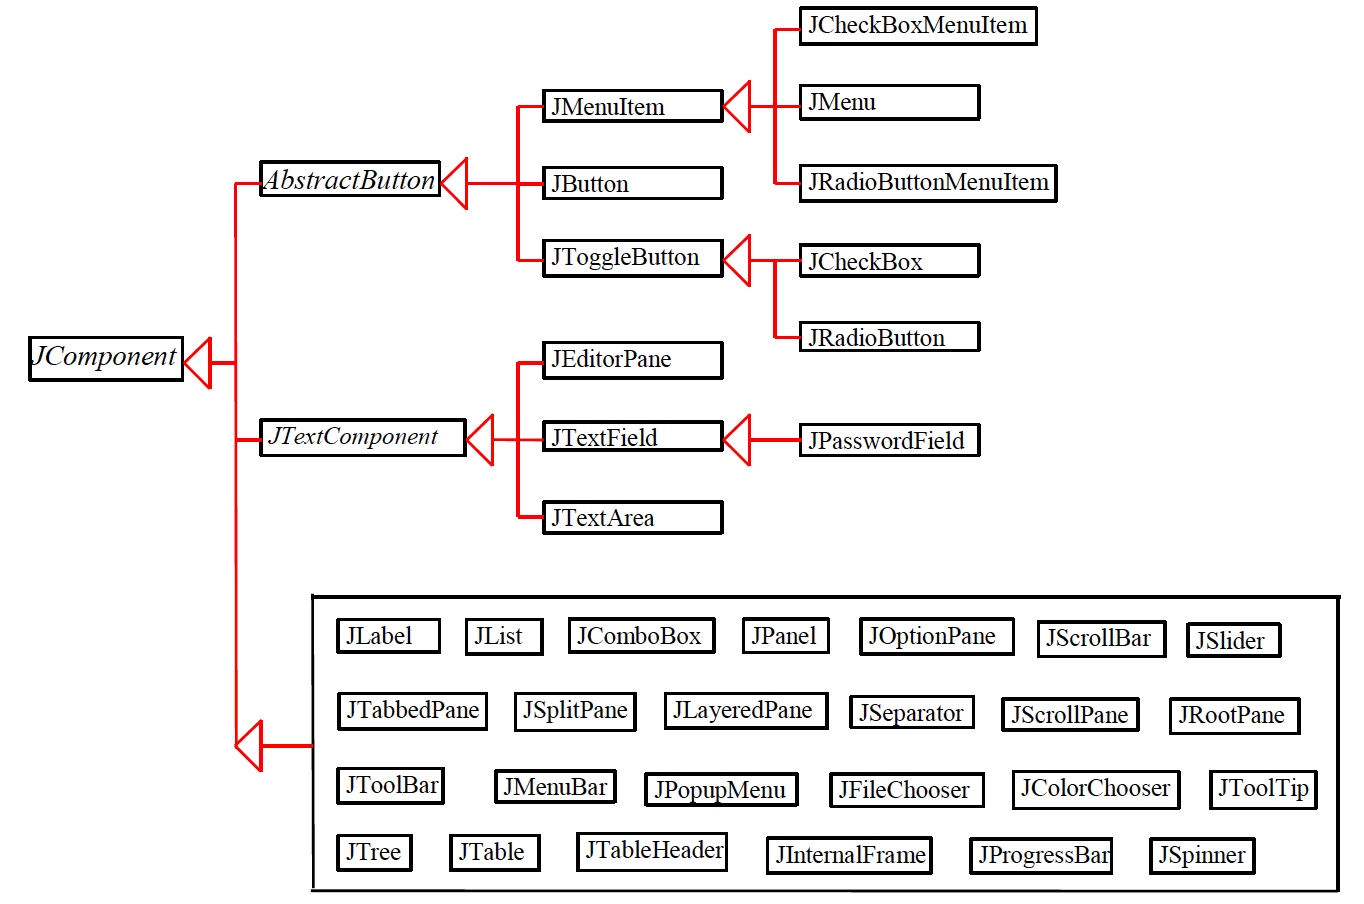 JCheckBoxMenuItem
JMenuItem
JMenu
AbstractButton
JButton
JRadioButtonMenuItem
JToggleButton
JCheckBox
JRadioButton
JComponent
JEditorPane
JTextComponent
JTextField
JPasswordField
JTextArea
JLabel JList JComboBox JPanel JOptionPane JScrollBar JSlider
JTabbedPane JSplitPane JLayeredPane JSeparator JScrollPane JRootPane
JToolBar JMenuBar JPopupMenu JFileChooser JColorChooser JToolTip
JTree JTable JTableHeader JInternalFrame JProgressBar JSpinner